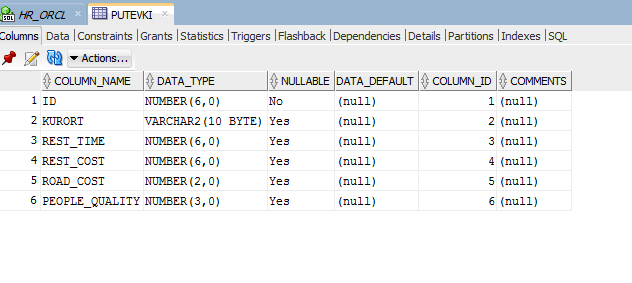 SQL HR_ORCL × PUTEVKI ×
Columns Data Constraints Grants Statistics Triggers Flashback Dependencies Details Partitions Indexes SQL
Actions...
COLUMN_NAME DATA_TYPE NULLABLE DATA_DEFAULT COLUMN_ID COMMENTS
1 ID NUMBER(6,0) No (null) 1 (null)
2 KURORT VARCHAR2(10 BYTE) Yes (null) 2 (null)
3 REST_TIME NUMBER(6,0) Yes (null) 3 (null)
4 REST_COST NUMBER(6,0) Yes (null) 4 (null)
5 ROAD_COST NUMBER(2,0) Yes (null) 5 (null)
6 PEOPLE_QUALITY NUMBER(3,0) Yes (null) 6 (null)